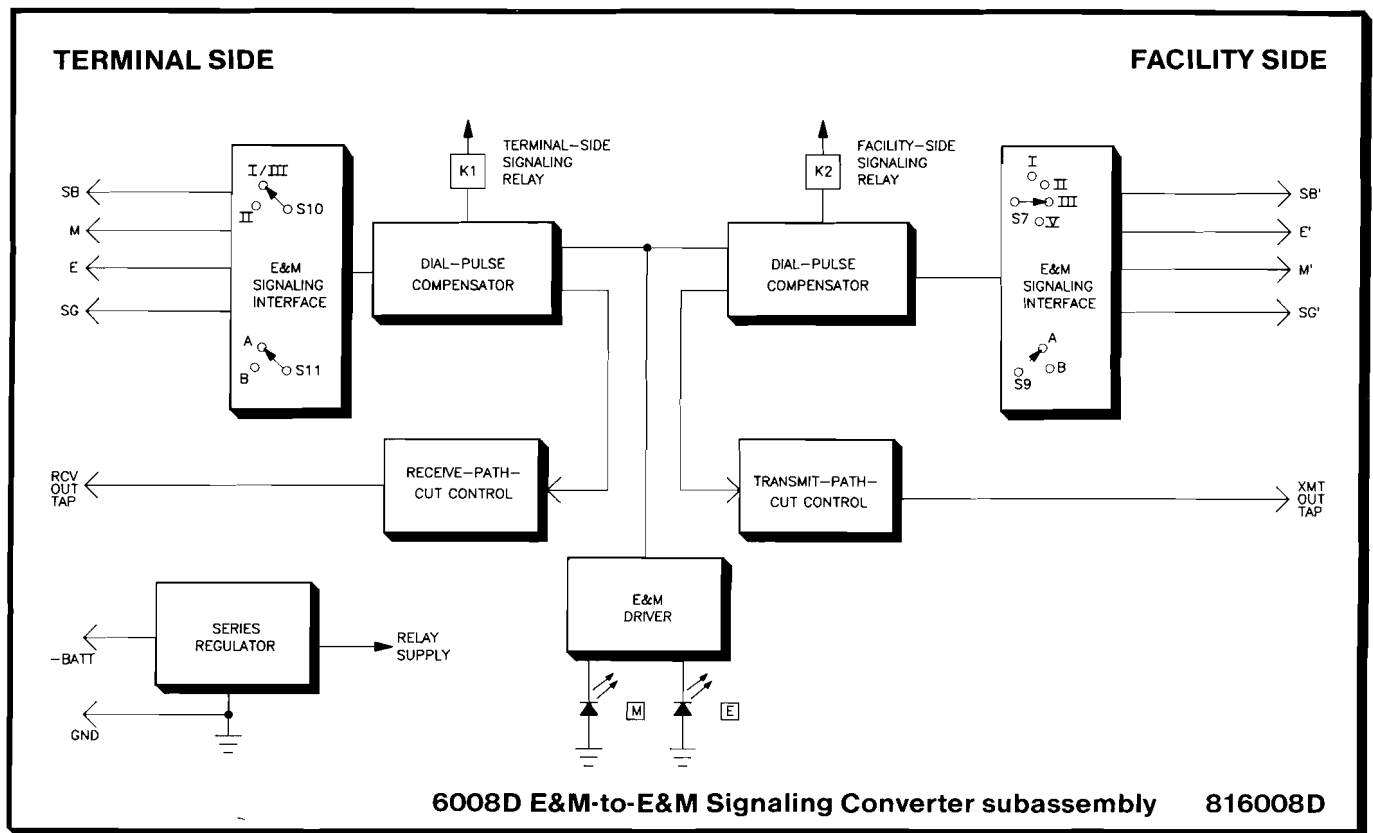 TERMINAL SIDE
FACILITY SIDE
TERMINAL-SIDE
SIGNALING
RELAY
K1
FACILITY-SIDE
SIGNALING
RELAY
K2
SB
M
E
SG
I/III
II
S10
E&M
SIGNALING
INTERFACE
A
B
S11
DIAL-PULSE
COMPENSATOR
DIAL-PULSE
COMPENSATOR
I
II
III
S7
V
E&M
SIGNALING
INTERFACE
A
B
S9
SB'
E'
M'
SG'
RCV
OUT
TAP
RECEIVE-PATH-
CUT CONTROL
TRANSMIT-PATH-
CUT CONTROL
XMT
OUT
TAP
E&M
DRIVER
M
E
SERIES
REGULATOR
-BATT
GND
RELAY
SUPPLY
6008D E&M-to-E&M Signaling Converter subassembly 816008D